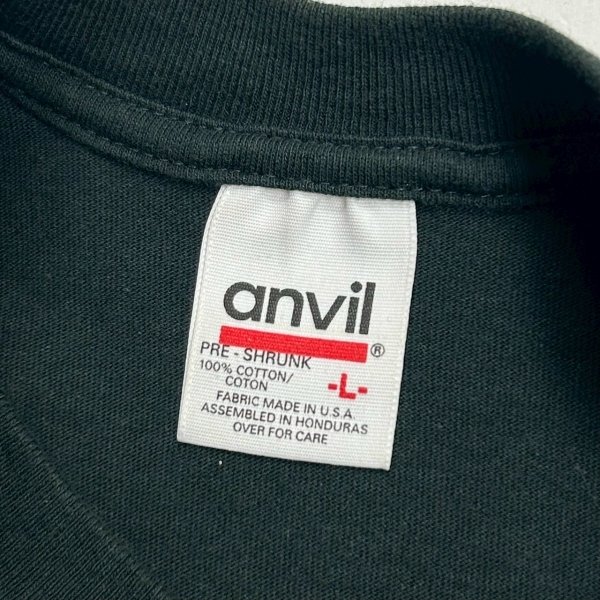 anvil
®
PRE - SHRUNK
100% COTTON/
COTON
-L-
FABRIC MADE IN U.S.A
ASSEMBLED IN HONDURAS
OVER FOR CARE